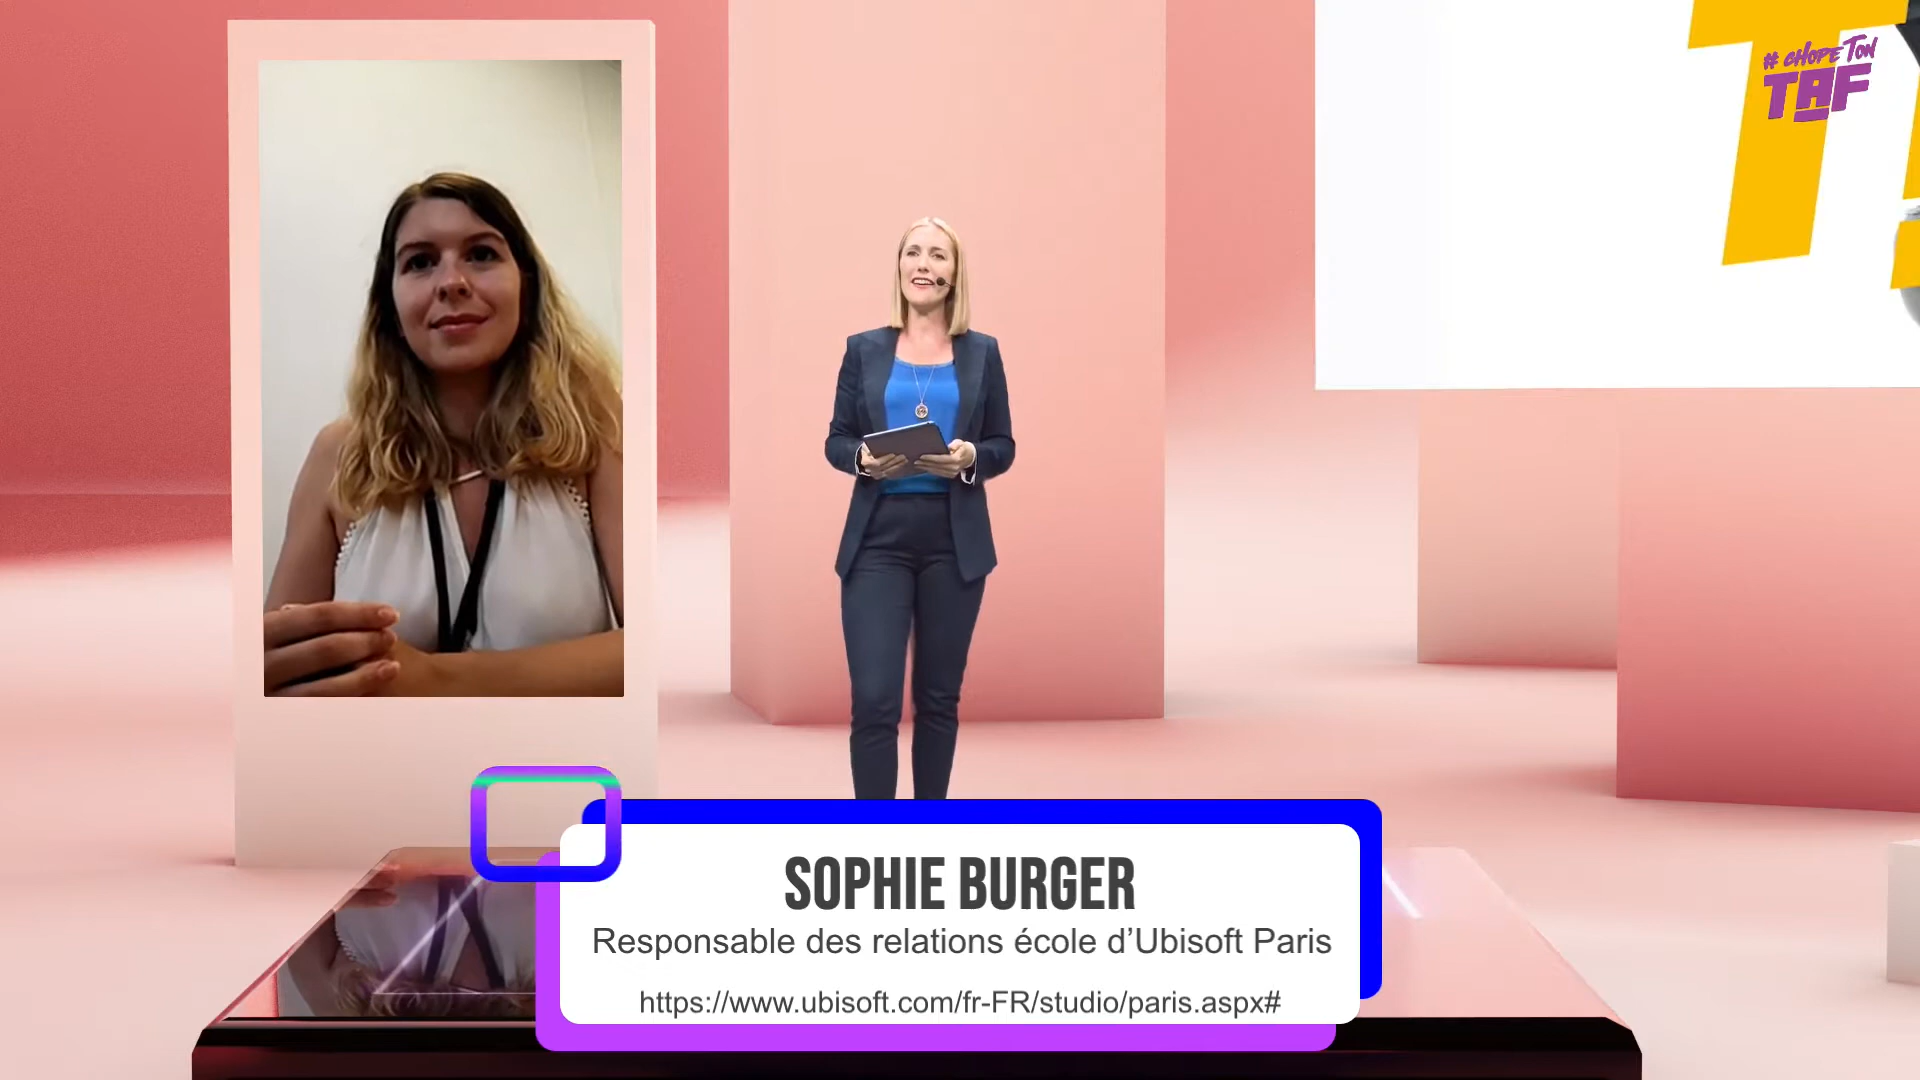 # CHOPE TON
TAF
SOPHIE BURGER
Responsable des relations école d’Ubisoft Paris
https://www.ubisoft.com/fr-FR/studio/paris.aspx#